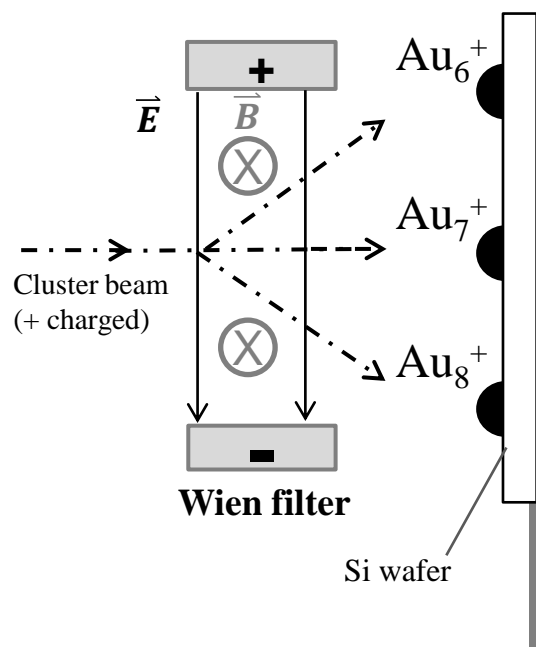 +
Au₆⁺
E⃗
B⃗
X
Au₇⁺
Cluster beam
(+ charged)
X
Au₈⁺
-
Wien filter
Si wafer